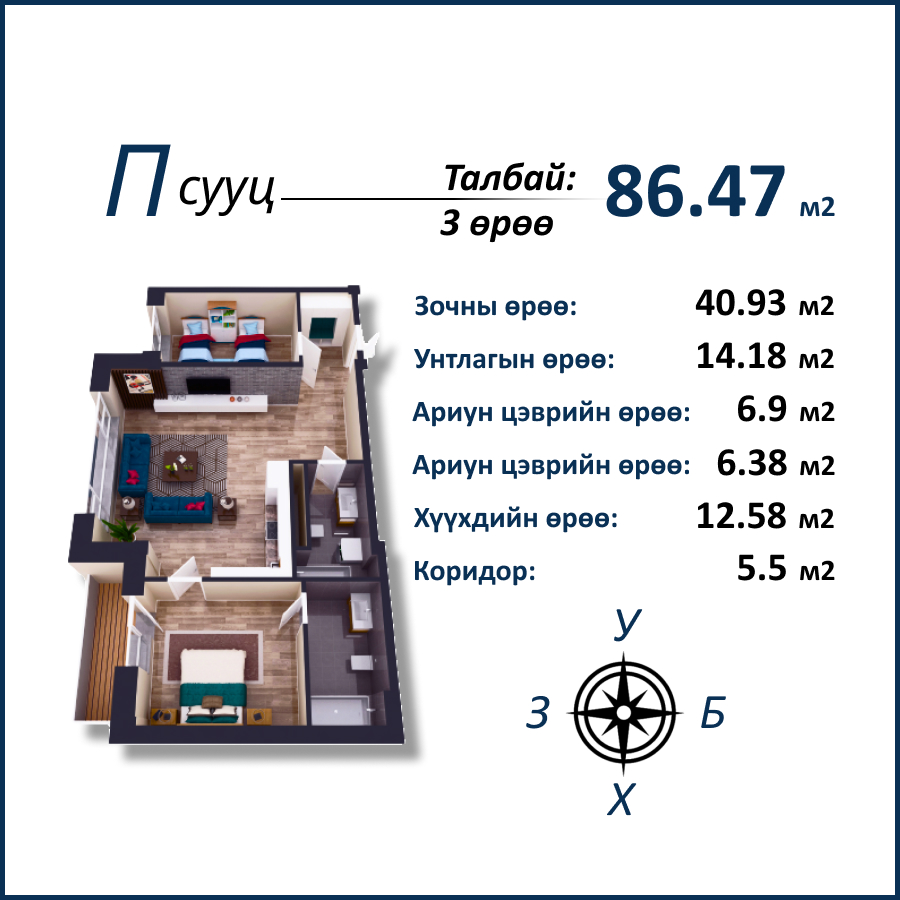 П сууц
Талбай: 86.47 м2
3 өрөө
Зочны өрөө: 40.93 м2
Унтлагын өрөө: 14.18 м2
Ариун цэврийн өрөө: 6.9 м2
Ариун цэврийн өрөө: 6.38 м2
Хүүхдийн өрөө: 12.58 м2
Коридор: 5.5 м2
У
З Б
Х